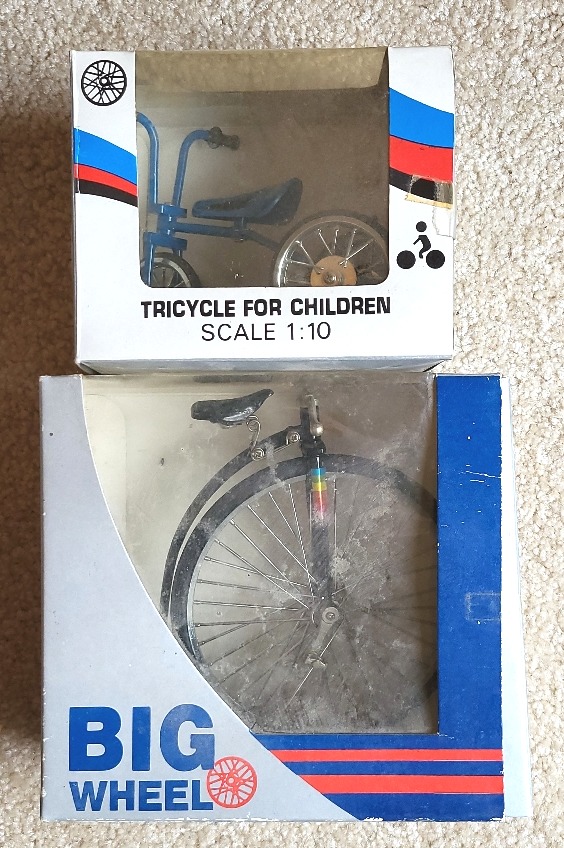 TRICYCLE FOR CHILDREN
SCALE 1:10
BIG
WHEEL